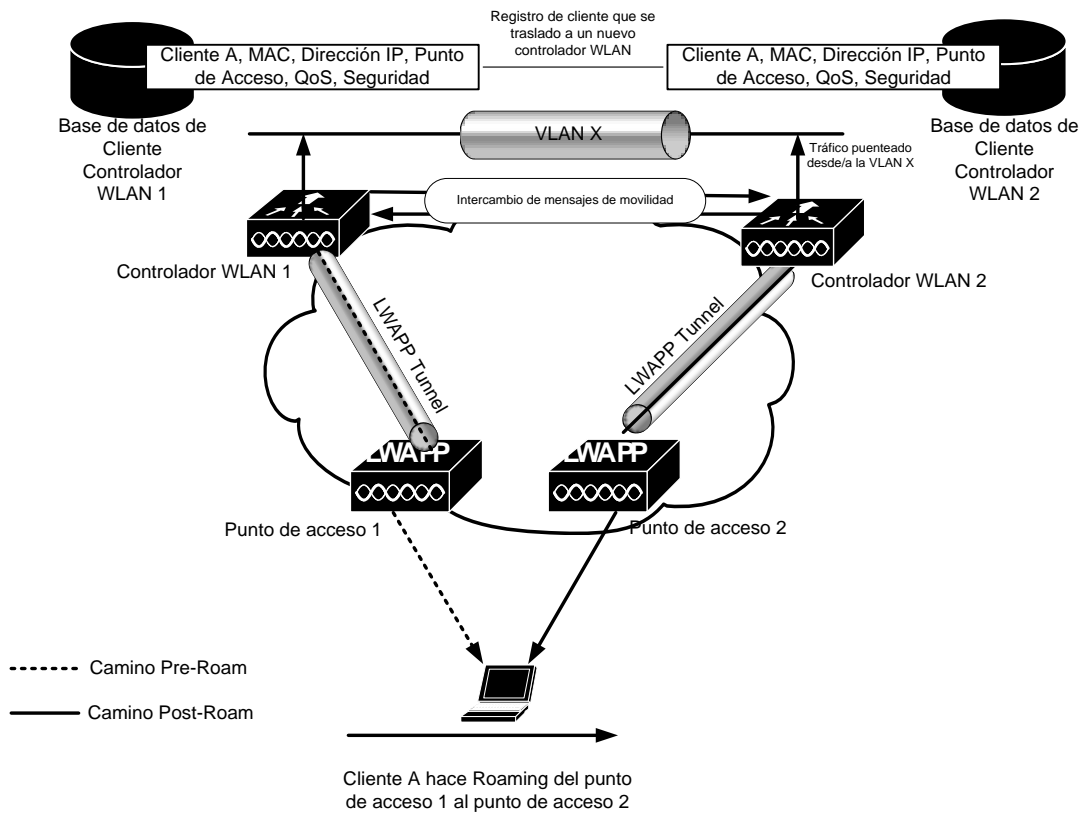 Registro de cliente que se
traslado a un nuevo
controlador WLAN
Cliente A, MAC, Dirección IP, Punto
de Acceso, QoS, Seguridad
Cliente A, MAC, Dirección IP, Punto
de Acceso, QoS, Seguridad
Base de datos de
Cliente
Controlador
WLAN 1
VLAN X
Tráfico puenteado
desde/a la VLAN X
Base de datos de
Cliente
Controlador
WLAN 2
Intercambio de mensajes de movilidad
Controlador WLAN 1
Controlador WLAN 2
LWAPP Tunnel
LWAPP Tunnel
LWAPP
LWAPP
Punto de acceso 1
Punto de acceso 2
Camino Pre-Roam
Camino Post-Roam
Cliente A hace Roaming del punto
de acceso 1 al punto de acceso 2